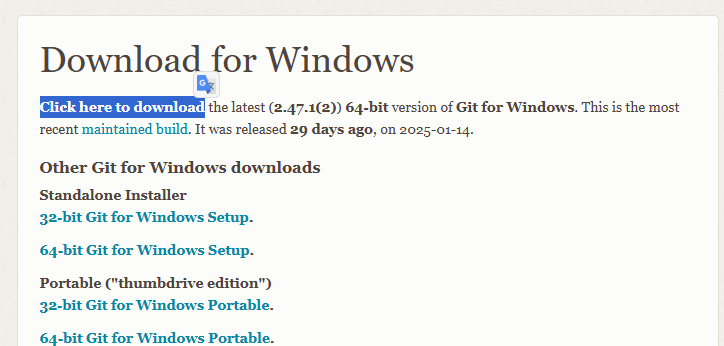 Download for Windows
Click here to download the latest (2.47.1(2)) 64-bit version of Git for Windows. This is the most
recent maintained build. It was released 29 days ago, on 2025-01-14.
Other Git for Windows downloads
Standalone Installer
32-bit Git for Windows Setup.
64-bit Git for Windows Setup.
Portable ("thumbdrive edition")
32-bit Git for Windows Portable.
64-bit Git for Windows Portable.